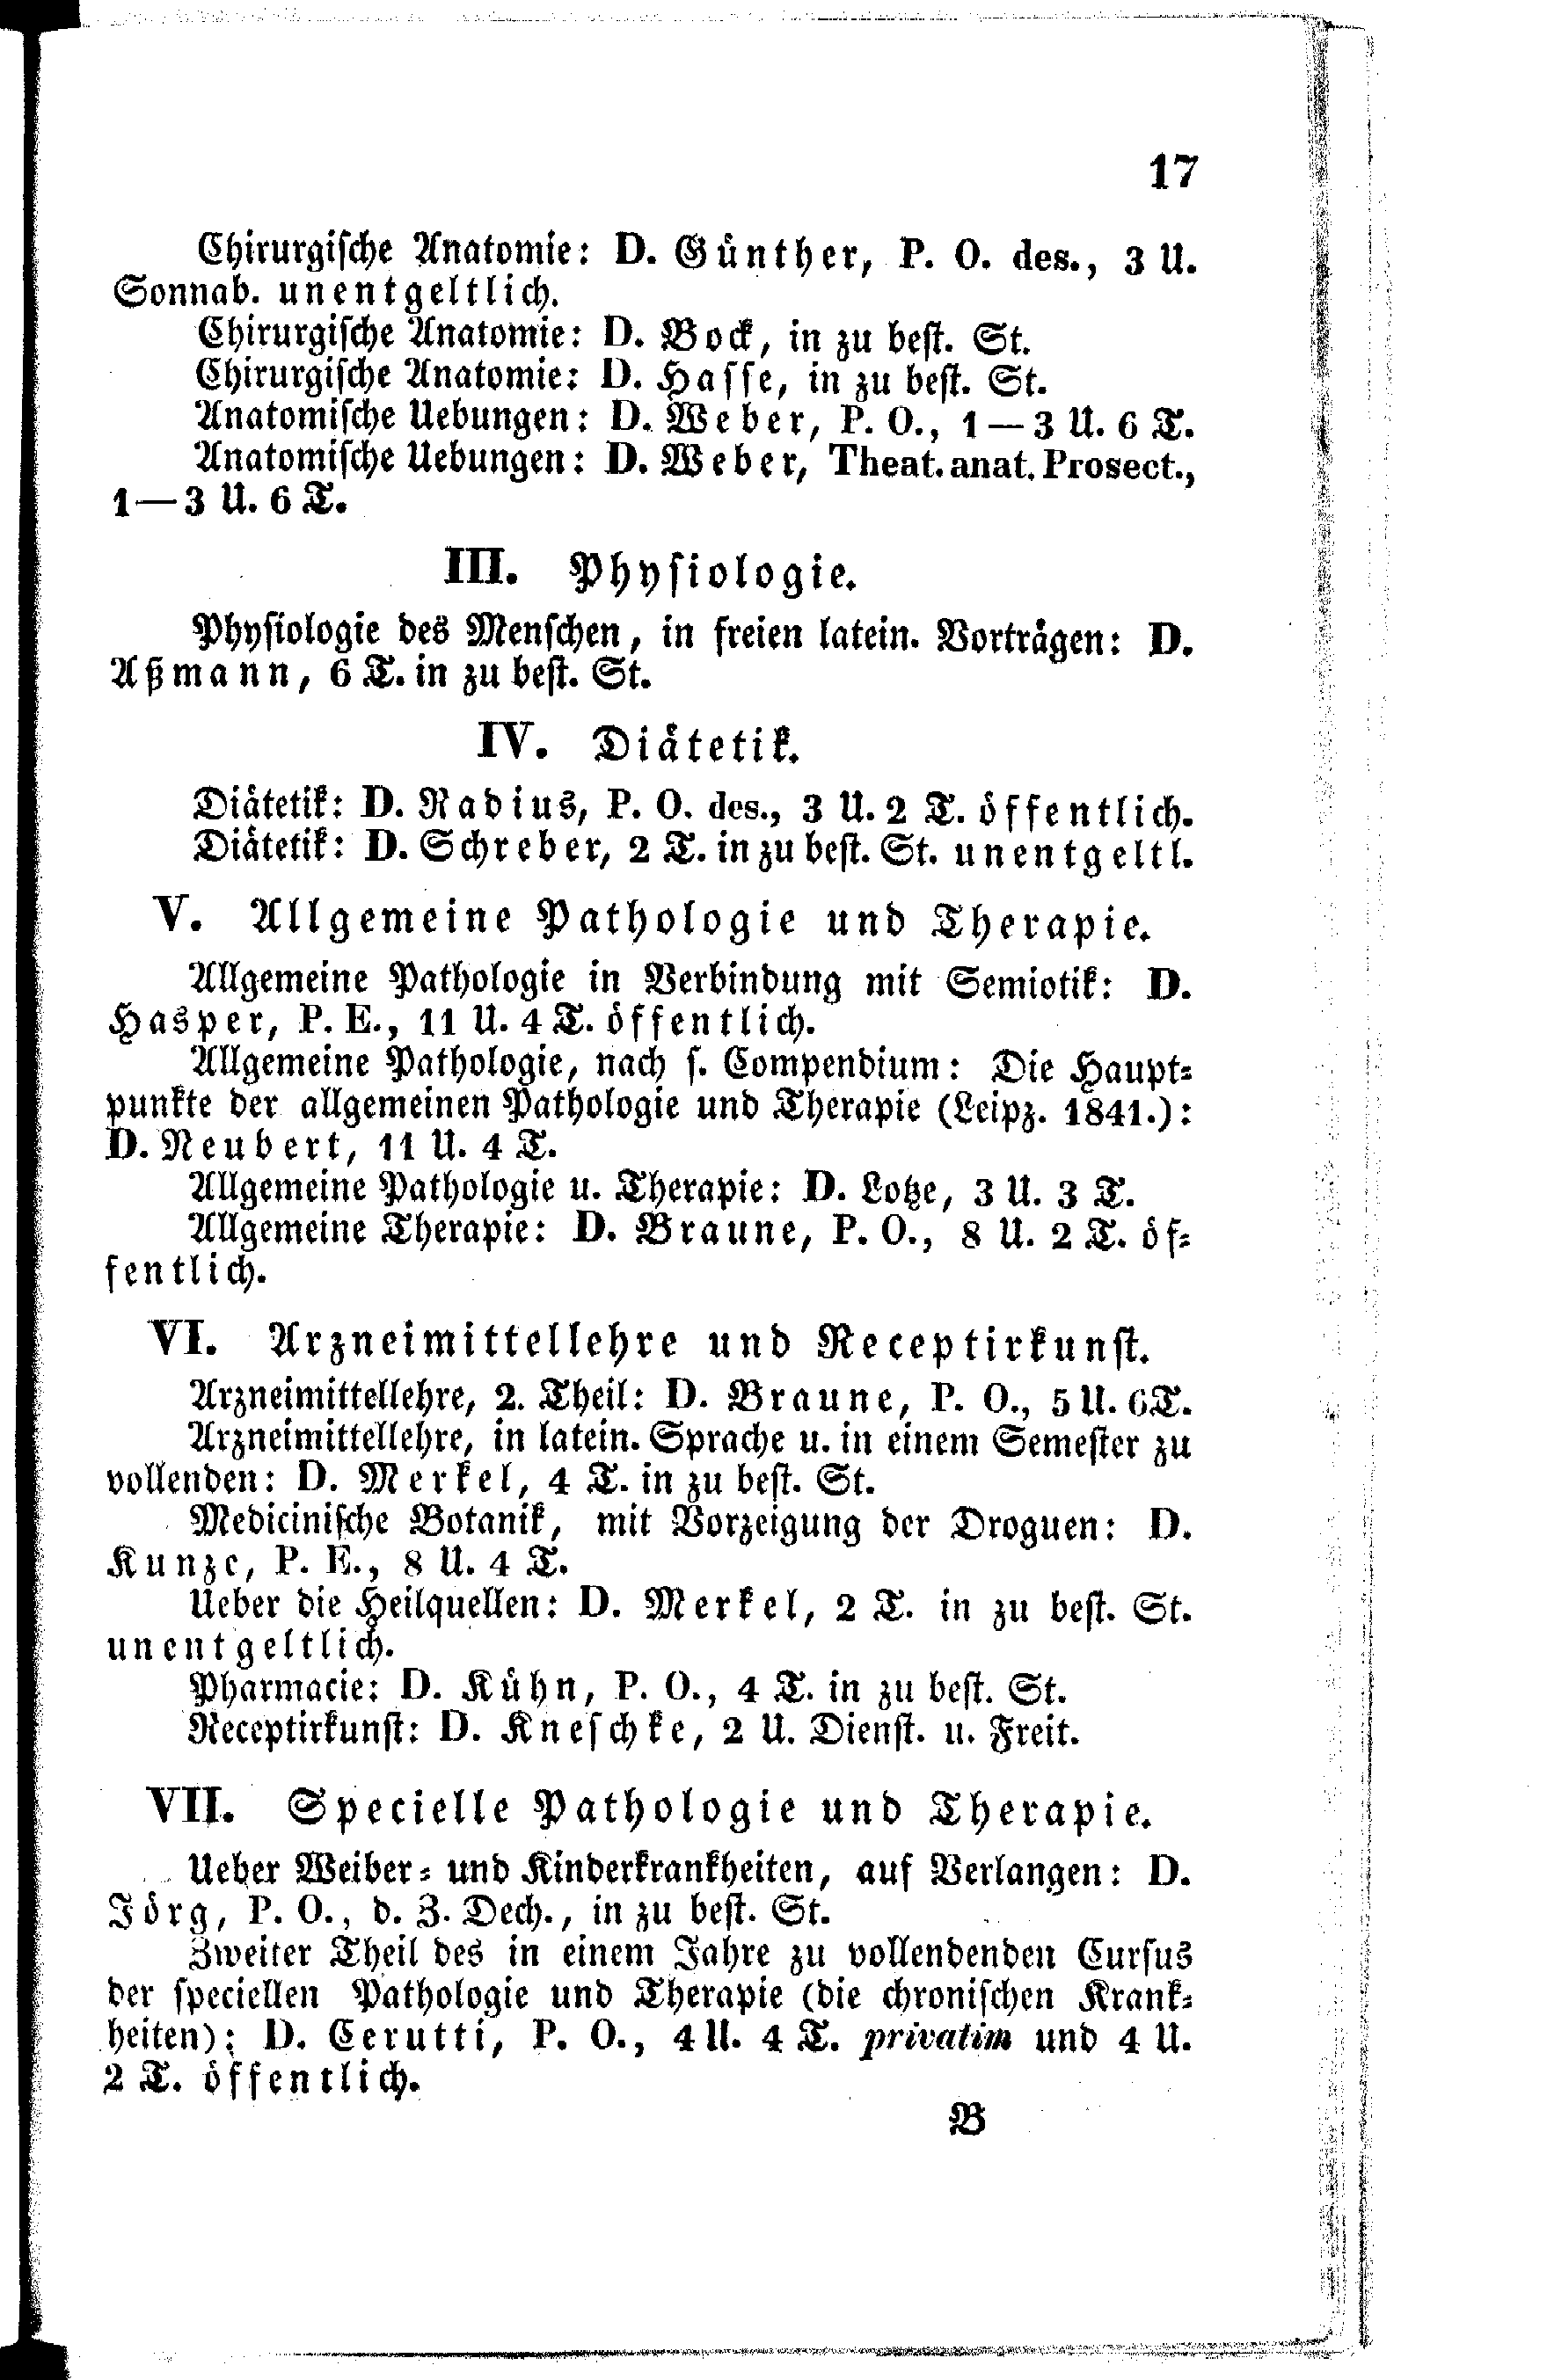 17
Chirurgische Anatomie: D. Günther, P. O. des., 3 U.
Sonnab. unentgeltlich.
Chirurgische Anatomie: D. Bock, in zu best. St.
Chirurgische Anatomie: D. Hasse, in zu best. St.
Anatomische Uebungen: D. Weber, P. O., 1—3 U. 6 T.
Anatomische Uebungen: D. Weber, Theat. anat. Prosect.,
1—3 U. 6 T.
III. Physiologie.
Physiologie des Menschen, in freien latein. Vorträgen: D.
Aßmann, 6 T. in zu best. St.
IV. Diätetik.
Diätetik: D. Radius, P. O. des., 3 U. 2 T. öffentlich.
Diätetik: D. Schreber, 2 T. in zu best. St. unentgeltl.
V. Allgemeine Pathologie und Therapie.
Allgemeine Pathologie in Verbindung mit Semiotik: D.
Hasper, P. E., 11 U. 4 T. öffentlich.
Allgemeine Pathologie, nach s. Compendium: Die Haupt-
punkte der allgemeinen Pathologie und Therapie (Leipz. 1841.):
D. Neubert, 11 U. 4 T.
Allgemeine Pathologie u. Therapie: D. Lotze, 3 U. 3 T.
Allgemeine Therapie: D. Braune, P. O., 8 U. 2 T. öf-
fentlich.
VI. Arzneimittellehre und Receptirkunst.
Arzneimittellehre, 2. Theil: D. Braune, P. O., 5 U. 6 T.
Arzneimittellehre, in latein. Sprache u. in einem Semester zu
vollenden: D. Merkel, 4 T. in zu best. St.
Medicinische Botanik, mit Vorzeigung der Droguen: D.
Kunze, P. E., 8 U. 4 T.
Ueber die Heilquellen: D. Merkel, 2 T. in zu best. St.
unentgeltlich.
Pharmacie: D. Kühn, P. O., 4 T. in zu best. St.
Receptirkunst: D. Kneschke, 2 U. Dienst. u. Freit.
VII. Specielle Pathologie und Therapie.
Ueber Weiber- und Kinderkrankheiten, auf Verlangen: D.
Jörg, P. O., d. Z. Dech., in zu best. St.
Zweiter Theil des in einem Jahre zu vollendenden Cursus
der speciellen Pathologie und Therapie (die chronischen Krank-
heiten): D. Cerutti, P. O., 4 U. 4 T. privatim und 4 U.
2 T. öffentlich.
B